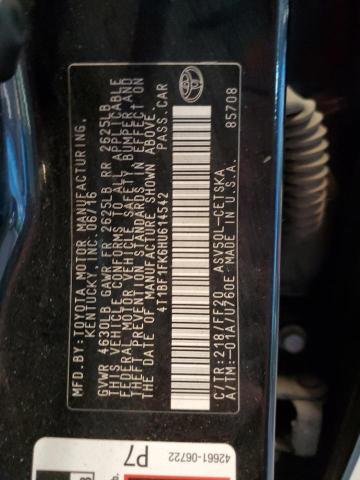 MFD.BY: TOYOTA MOTOR MANUFACTURING,
KENTUCKY, INC. 06/16
GVWR 4630LB GAWR FR 2625LB RR 2625LB
THIS VEHICLE CONFORMS TO ALL APPLICABLE
FEDERAL MOTOR VEHICLE SAFETY, BUMPER, AND
THEFT PREVENTION STANDARDS IN EFFECT ON
THE DATE OF MANUFACTURE SHOWN ABOVE.
4T1BF1FK6HU614542 PASS.CAR
C/TR:218/FF20 ASV50L-CETSKA
A/TM:-01A/U760E MADE IN U.S.A. 85708
42661-06722
P7